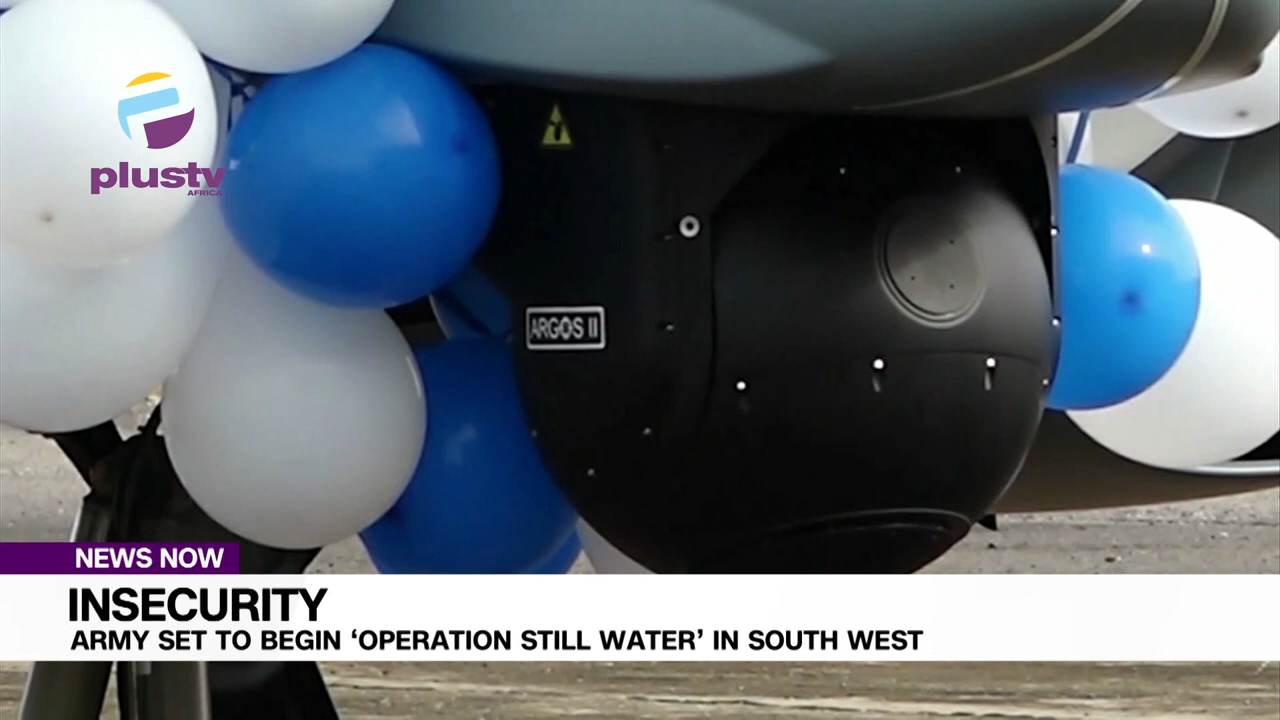 plustv
AFRICA
ARGOS II
NEWS NOW
INSECURITY
ARMY SET TO BEGIN ‘OPERATION STILL WATER’ IN SOUTH WEST